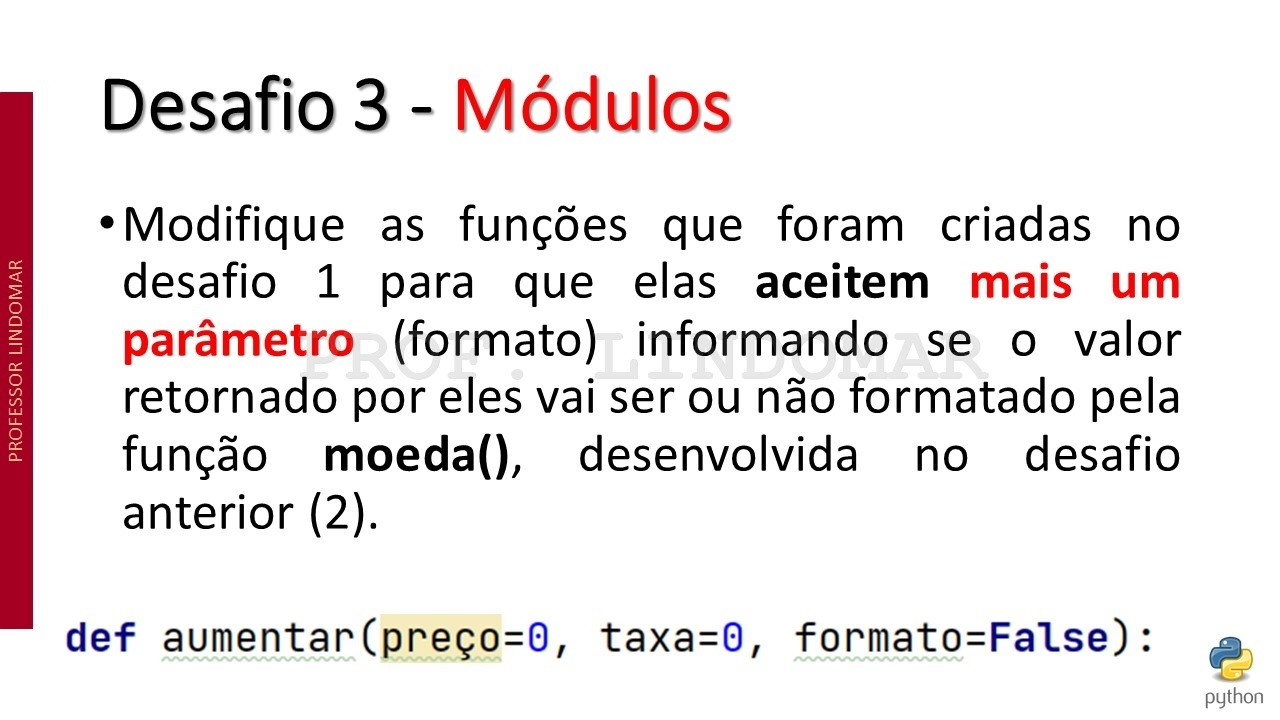 Desafio 3 - Módulos
PROFESSOR LINDOMAR
• Modifique as funções que foram criadas no
desafio 1 para que elas aceitem mais um
parâmetro (formato) informando se o valor
PROF. LINDOMAR
retornado por eles vai ser ou não formatado pela
função moeda(), desenvolvida no desafio
anterior (2).
def aumentar(preço=0, taxa=0, formato=False):
python